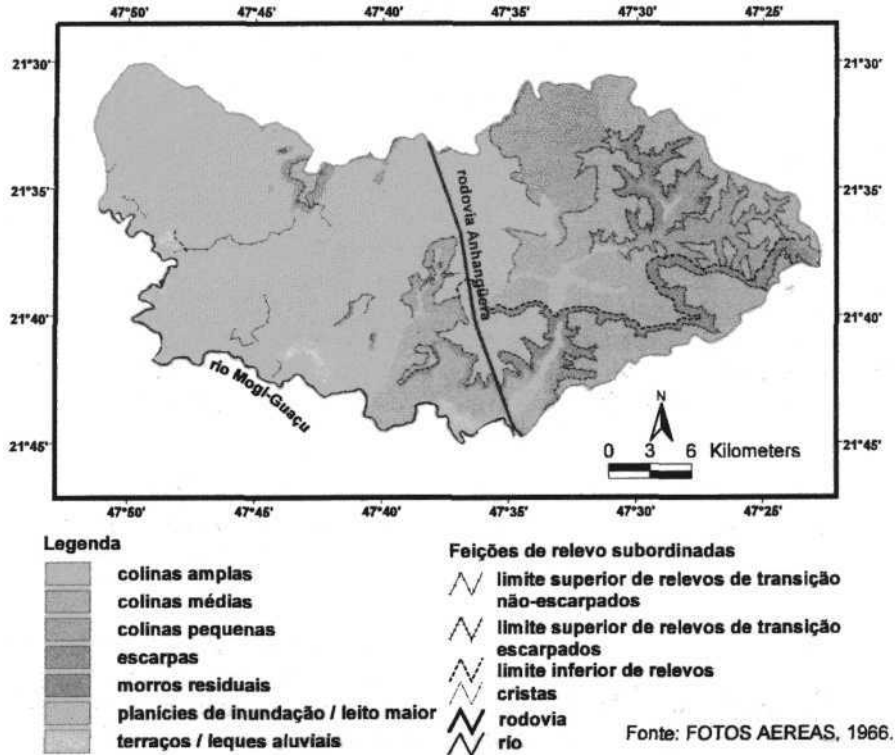 47°50' 47°45' 47°40' 47°35' 47°30' 47°25'
21°30' 21°30'
21°35' 21°35'
21°40' 21°40'
21°45' 21°45'
rodovia Anhangüera
rio Mogi-Guaçu
N
0 3 6 Kilometers
47°50' 47°45' 47°40' 47°35' 47°30' 47°25'
Legenda
colinas amplas
colinas médias
colinas pequenas
escarpas
morros residuais
planícies de inundação / leito maior
terraços / leques aluviais
Feições de relevo subordinadas
limite superior de relevos de transição
não-escarpados
limite superior de relevos de transição
escarpados
limite inferior de relevos
cristas
rodovia
río
Fonte: FOTOS AEREAS, 1966.